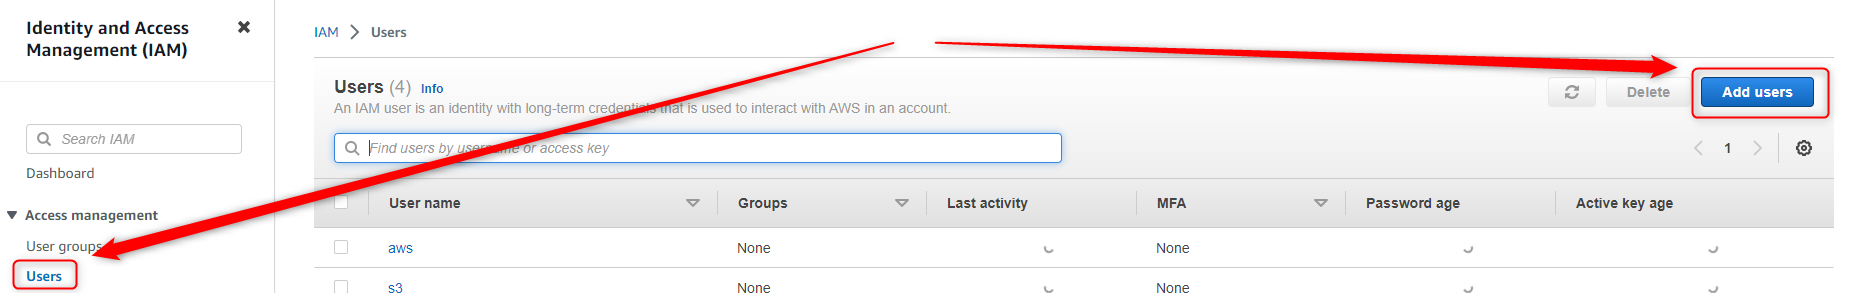 Identity and Access
Management (IAM)
Search IAM
Dashboard
Access management
User groups
Users
IAM > Users
Users (4) Info
An IAM user is an identity with long-term credentials that is used to interact with AWS in an account.
Delete
Add users
Find users by username or access key
1
User name Groups Last activity MFA Password age Active key age
aws None None
s3 None None